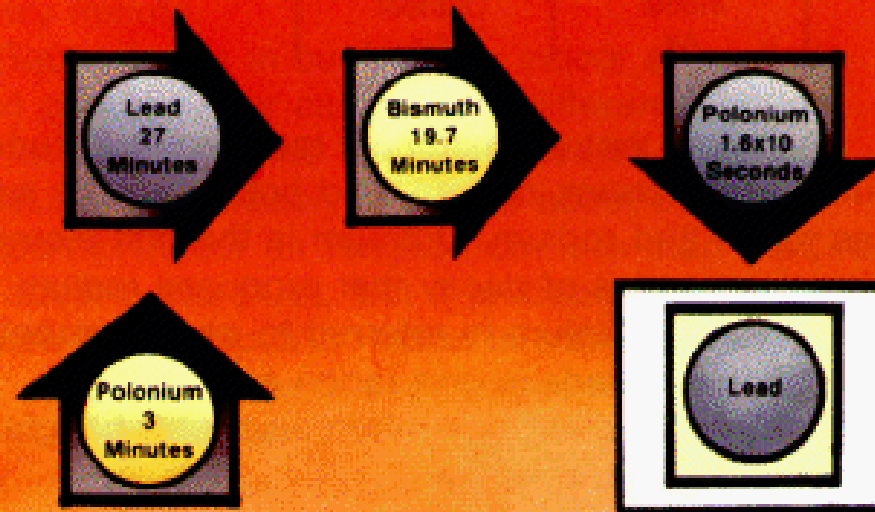 Lead
27
Minutes
Bismuth
19.7
Minutes
Polonium
1.6x10
Seconds
Polonium
3
Minutes
Lead